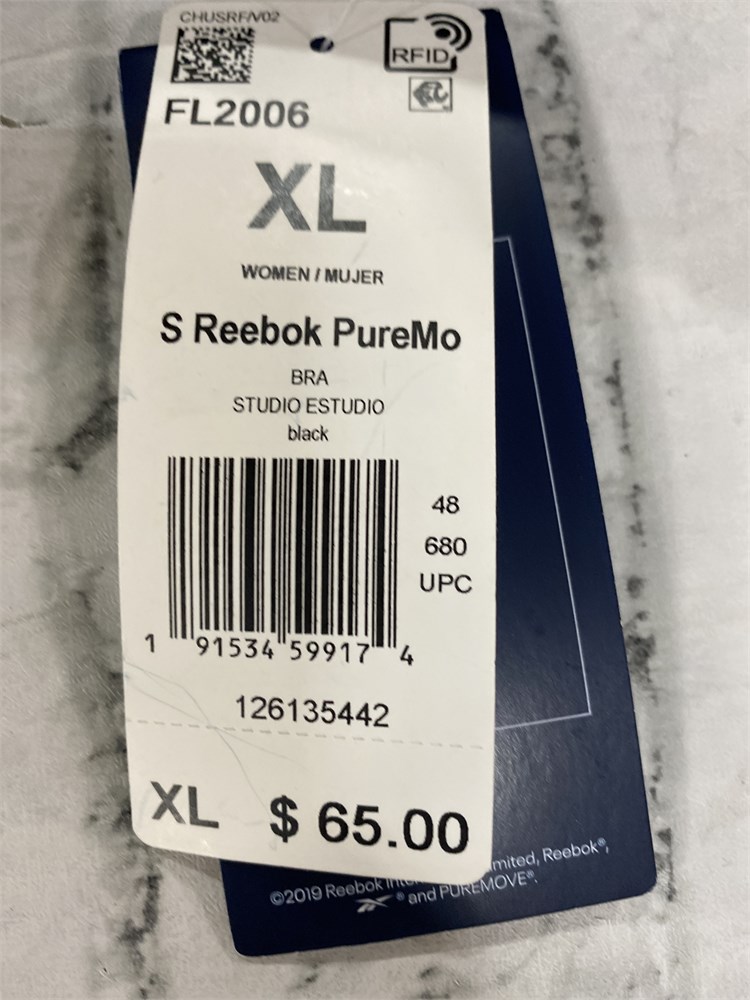 CHUSRF/V02
RFID
FL2006
XL
WOMEN / MUJER
S Reebok PureMo
BRA
STUDIO ESTUDIO
black
48
680
UPC
1 91534 59917 4
126135442
XL $ 65.00
©2019 Reebok mited, Reebok®,
® and PUREMOVE®.